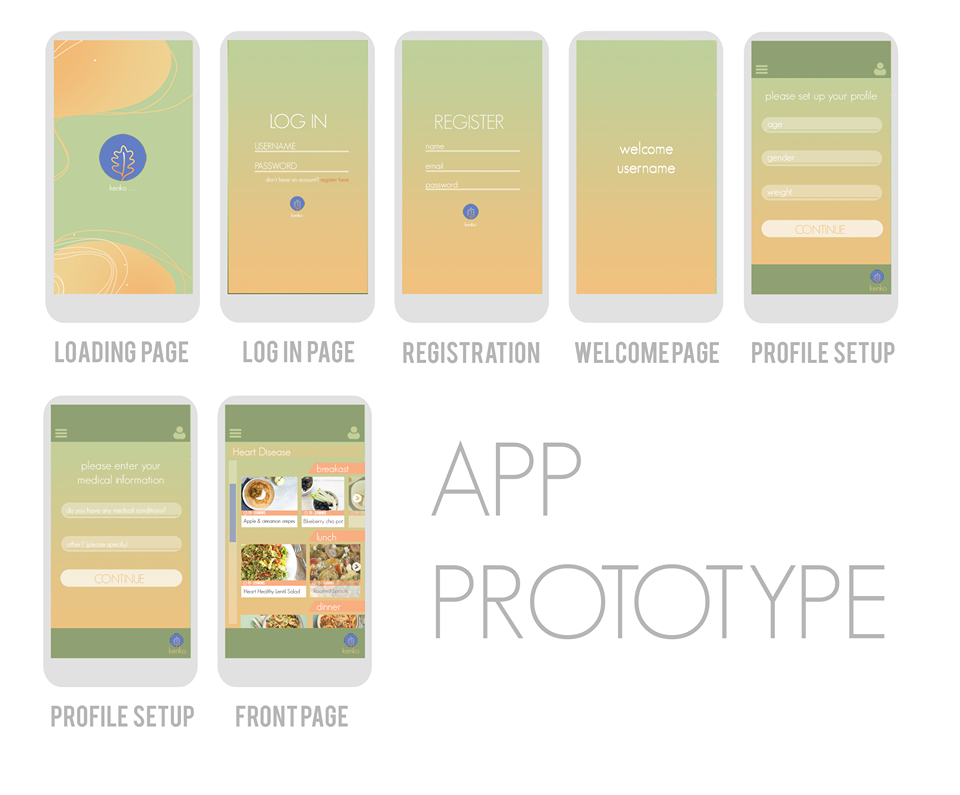 kenko ...
LOG IN
USERNAME
PASSWORD
don't have an account? register here
kenko
REGISTER
name
email
password
kenko
welcome
username
please set up your profile
age
gender
weight
CONTINUE
kenko
LOADING PAGE
LOG IN PAGE
REGISTRATION
WELCOME PAGE
PROFILE SETUP
please enter your
medical information
do you have any medical conditions?
other? (please specify)
CONTINUE
kenko
Heart Disease
breakast
Apple & cinnamon crepes
Blueberry chia pot
lunch
Heart Healthy Lentil Salad
dinner
kenko
PROFILE SETUP
FRONT PAGE
APP
PROTOTYPE